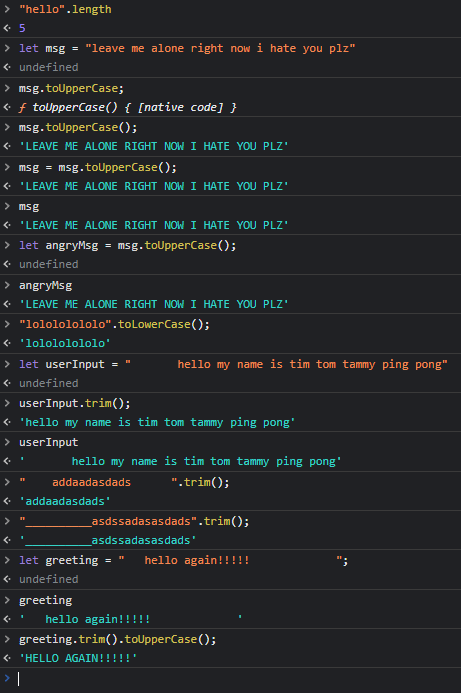 > "hello".length
<· 5
> let msg = "leave me alone right now i hate you plz"
<· undefined
> msg.toUpperCase;
<· ƒ toUpperCase() { [native code] }
> msg.toUpperCase();
<· 'LEAVE ME ALONE RIGHT NOW I HATE YOU PLZ'
> msg = msg.toUpperCase();
<· 'LEAVE ME ALONE RIGHT NOW I HATE YOU PLZ'
> msg
<· 'LEAVE ME ALONE RIGHT NOW I HATE YOU PLZ'
> let angryMsg = msg.toUpperCase();
<· undefined
> angryMsg
<· 'LEAVE ME ALONE RIGHT NOW I HATE YOU PLZ'
> "lolololololo".toLowerCase();
<· 'lolololololo'
> let userInput = "       hello my name is tim tom tammy ping pong"
<· undefined
> userInput.trim();
<· 'hello my name is tim tom tammy ping pong'
> userInput
<· '       hello my name is tim tom tammy ping pong'
> "    addaadasdads      ".trim();
<· 'addaadasdads'
> "__________asdssadasasdads".trim();
<· '__________asdssadasasdads'
> let greeting = "   hello again!!!!!             ";
<· undefined
> greeting
<· '   hello again!!!!!             '
> greeting.trim().toUpperCase();
<· 'HELLO AGAIN!!!!!'
>